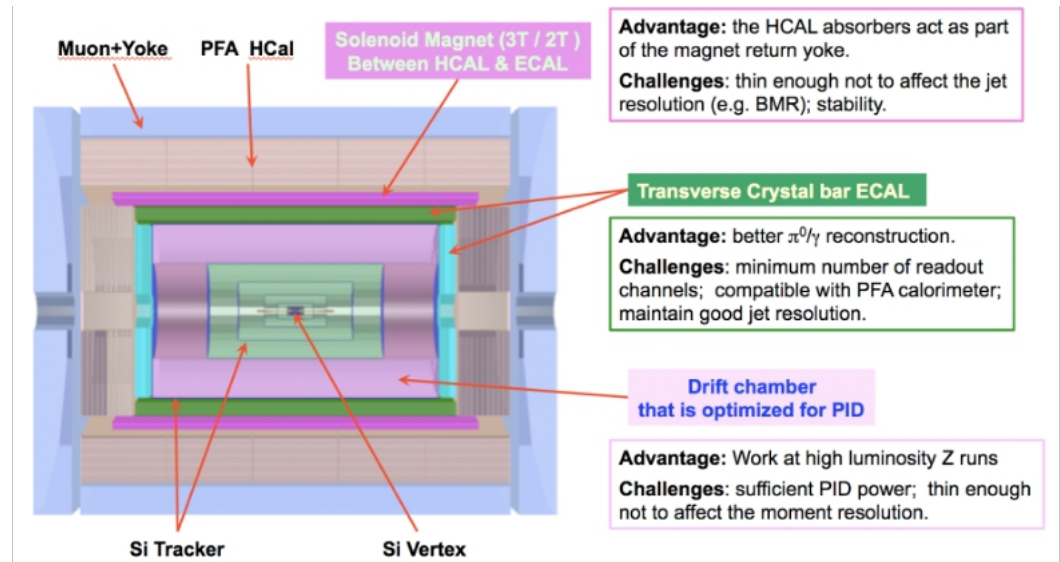 Muon+Yoke
PFA HCal
Solenoid Magnet (3T / 2T )
Between HCAL & ECAL
Advantage: the HCAL absorbers act as part
of the magnet return yoke.
Challenges: thin enough not to affect the jet
resolution (e.g. BMR); stability.
Transverse Crystal bar ECAL
Advantage: better π⁰/γ reconstruction.
Challenges: minimum number of readout
channels; compatible with PFA calorimeter;
maintain good jet resolution.
Drift chamber
that is optimized for PID
Advantage: Work at high luminosity Z runs
Challenges: sufficient PID power; thin enough
not to affect the moment resolution.
Si Tracker
Si Vertex